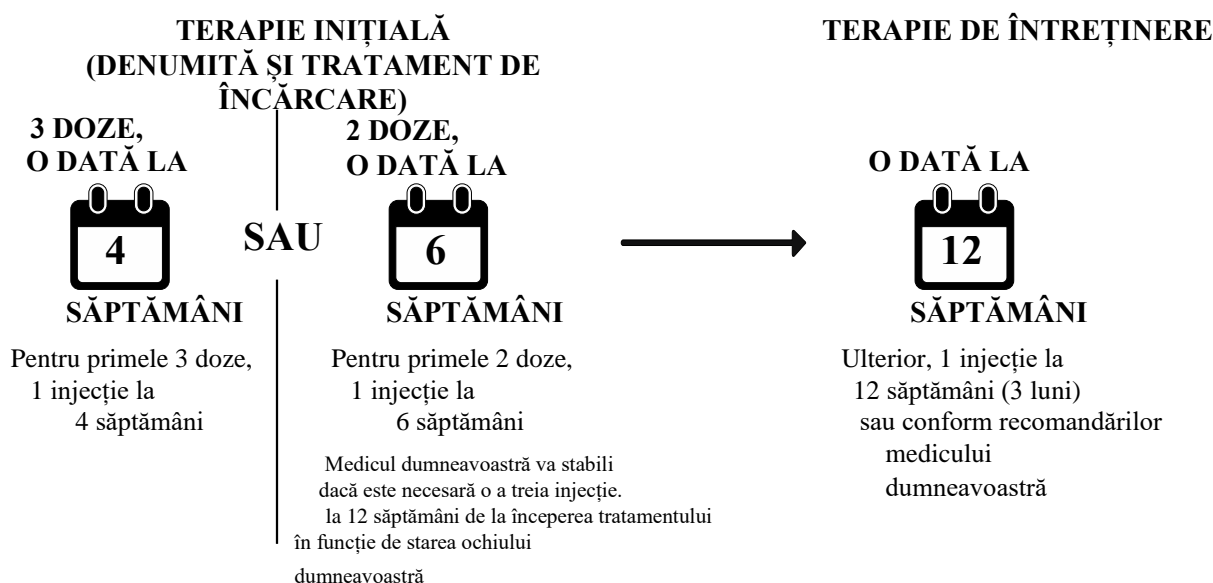 TERAPIE INIȚIALĂ
(DENUMITĂ ȘI TRATAMENT DE
ÎNCĂRCARE)
3 DOZE,
O DATĂ LA
4
SĂPTĂMÂNI
Pentru primele 3 doze,
1 injecție la
4 săptămâni
SAU
2 DOZE,
O DATĂ LA
6
SĂPTĂMÂNI
Pentru primele 2 doze,
1 injecție la
6 săptămâni
Medicul dumneavoastră va stabili
dacă este necesară o a treia injecție.
la 12 săptămâni de la începerea tratamentului
în funcție de starea ochiului
dumneavoastră
TERAPIE DE ÎNTREȚINERE
O DATĂ LA
12
SĂPTĂMÂNI
Ulterior, 1 injecție la
12 săptămâni (3 luni)
sau conform recomandărilor
medicului
dumneavoastră